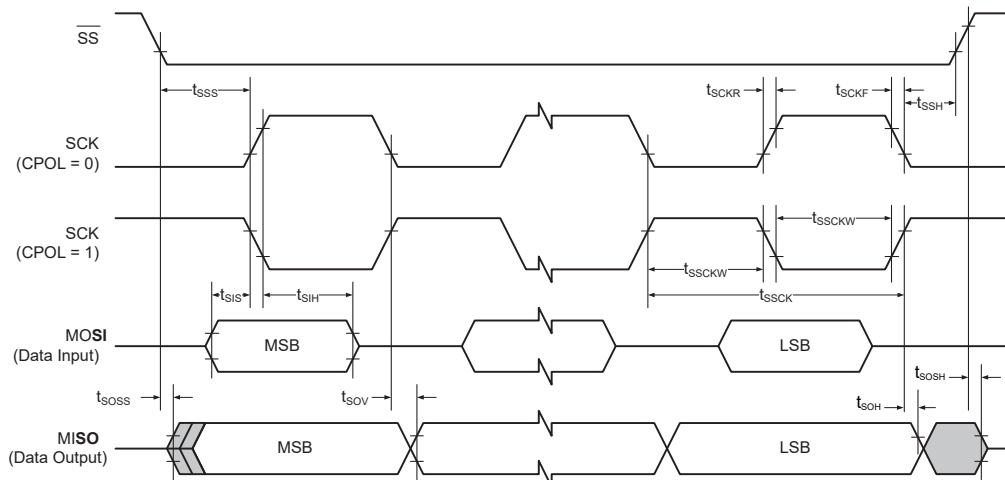 SS
tSSS
tSCKR
tSCKF
tSSH
SCK
(CPOL = 0)
SCK
(CPOL = 1)
tSSCKW
tSSCKW
tSSCK
tSIS
tSIH
MOSI
(Data Input)
MSB
LSB
tSOSS
tSOV
tSOH
tSOSH
MISO
(Data Output)
MSB
LSB